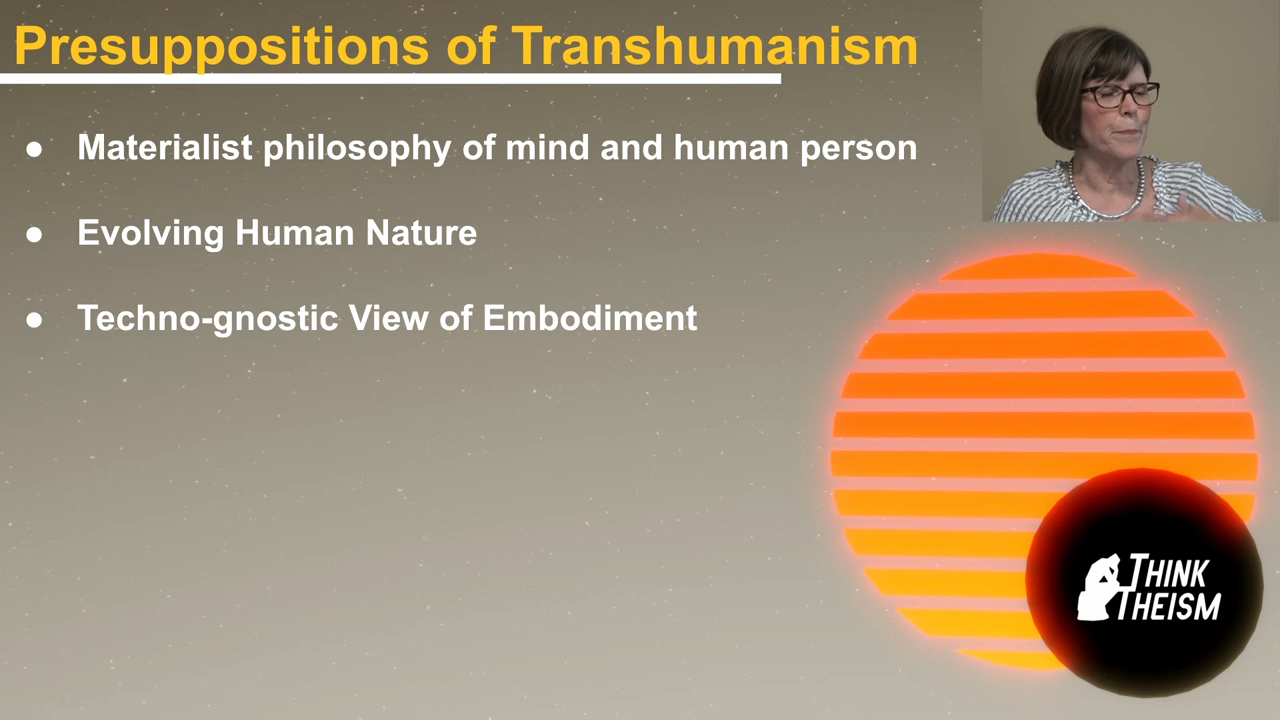 Presuppositions of Transhumanism
● Materialist philosophy of mind and human person
● Evolving Human Nature
● Techno-gnostic View of Embodiment
THINK
THEISM